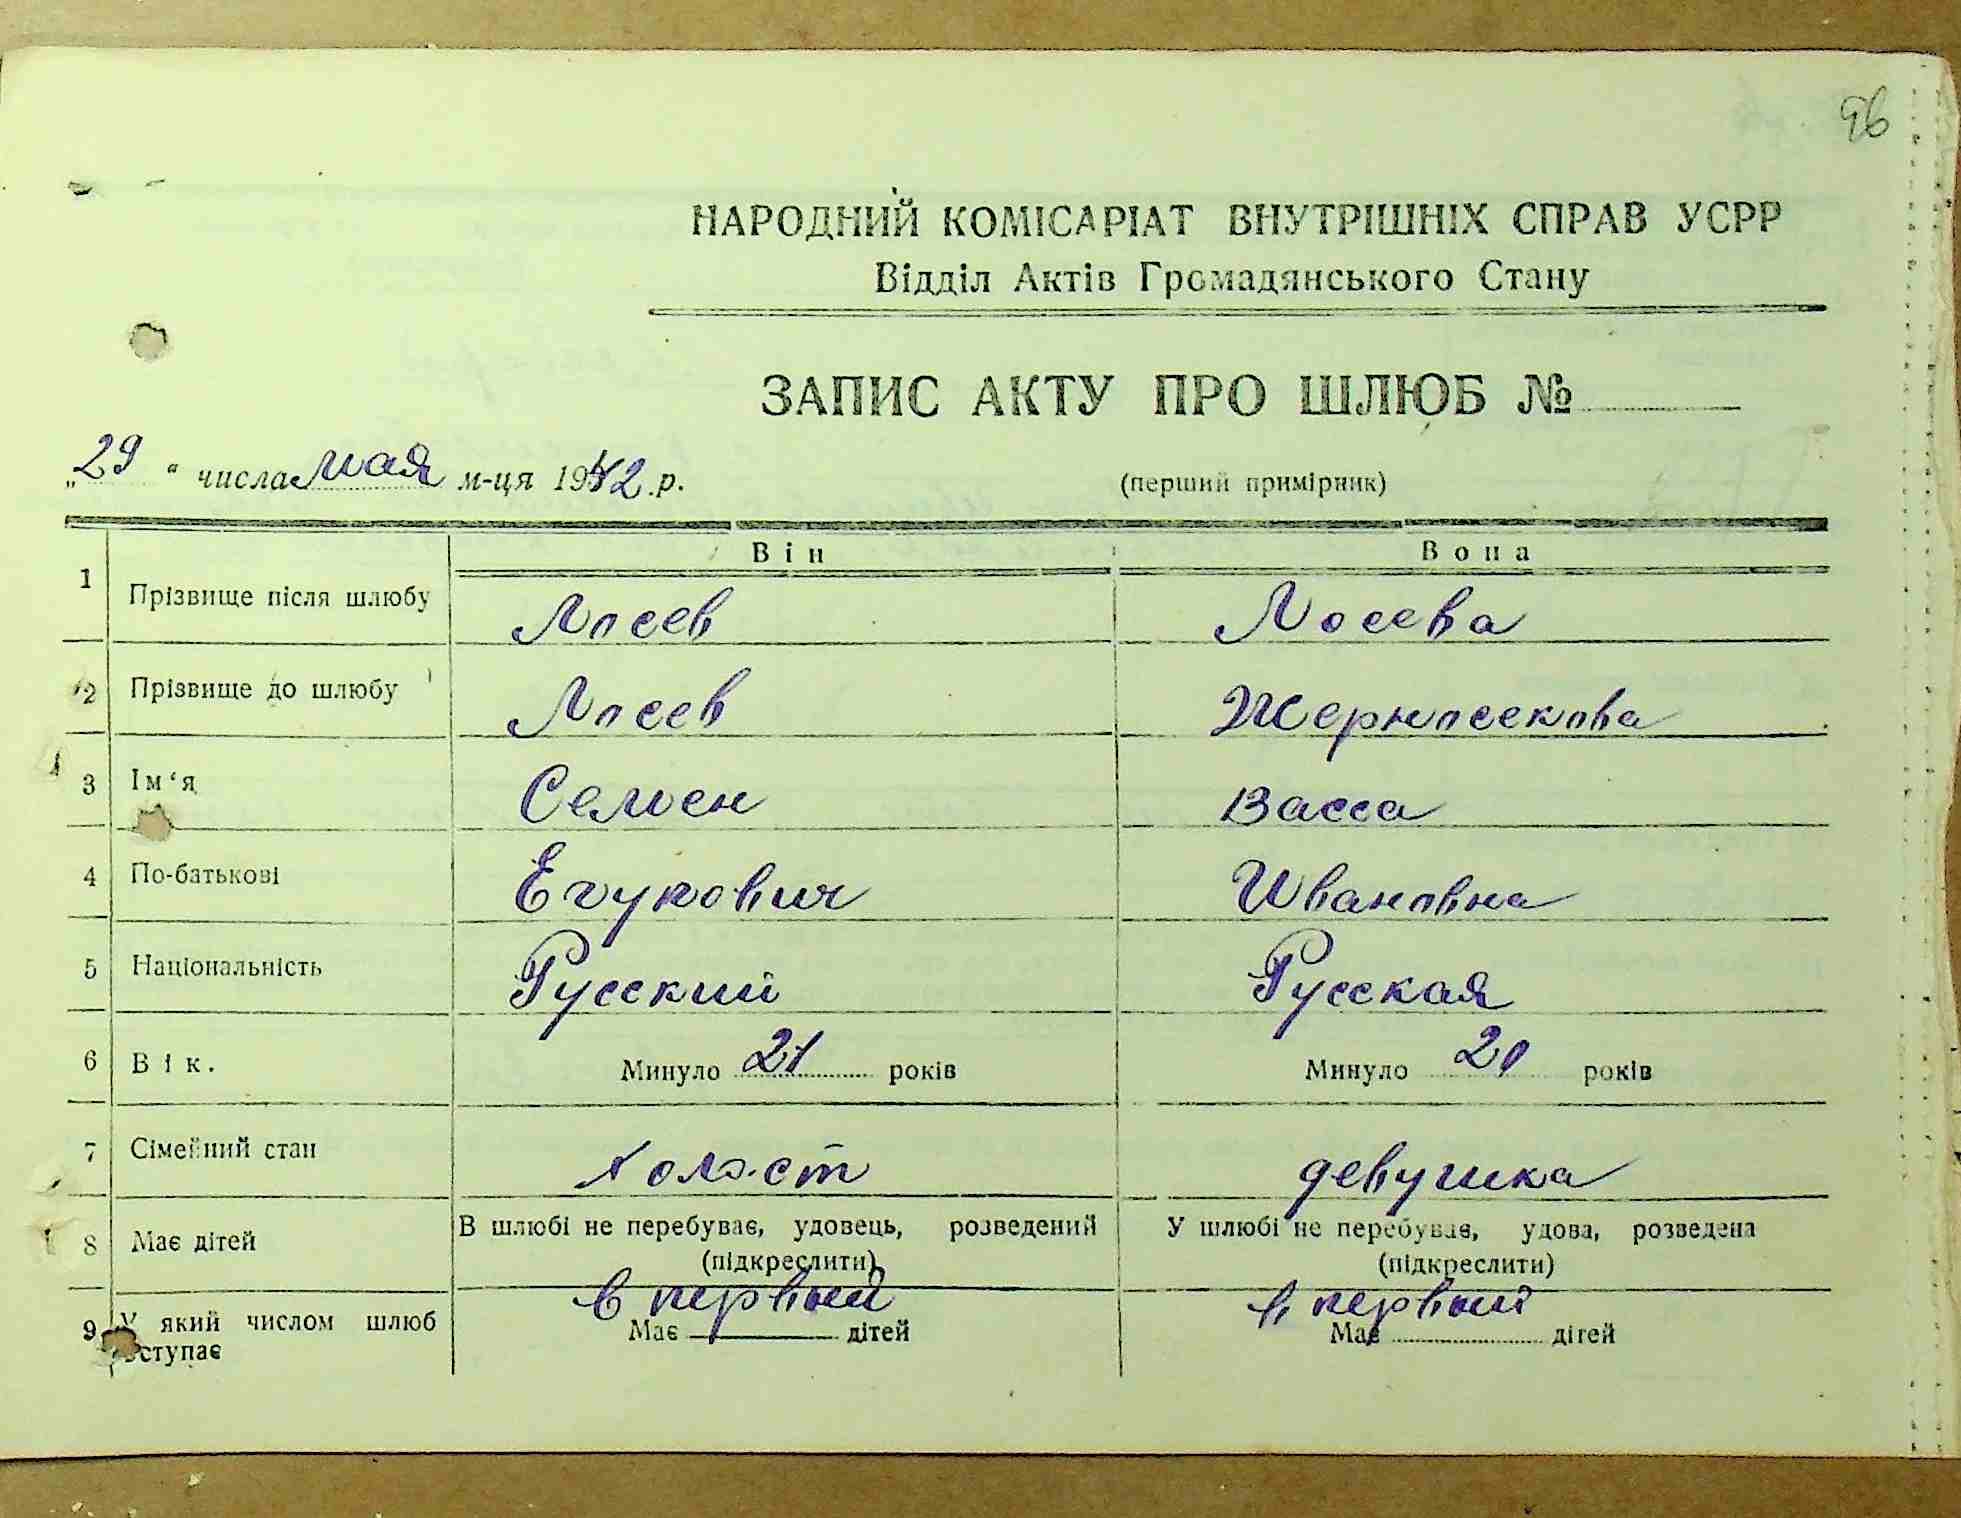 96
НАРОДНИЙ КОМІСАРІАТ ВНУТРІШНІХ СПРАВ УСРР
Відділ Актів Громадянського Стану
ЗАПИС АКТУ ПРО ШЛЮБ №
„29“ числа мая м-ця 1942 р. (перший примірник)
Він Вона
1 Прізвище після шлюбу Лосев Лосева
2 Прізвище до шлюбу Лосев Жерносекова
3 Ім‘я Семен Васса
4 По-батькові Егупович Ивановна
5 Національність Русский Русская
6 Вік. Минуло 21 років Минуло 20 років
7 Сімейний стан холост девушка
8 Має дітей В шлюбі не перебуває, удовець, розведений У шлюбі не перебуває, удова, розведена
(підкреслити) (підкреслити)
в первый в первый
9 У який числом шлюб Має дітей Має дітей
вступає